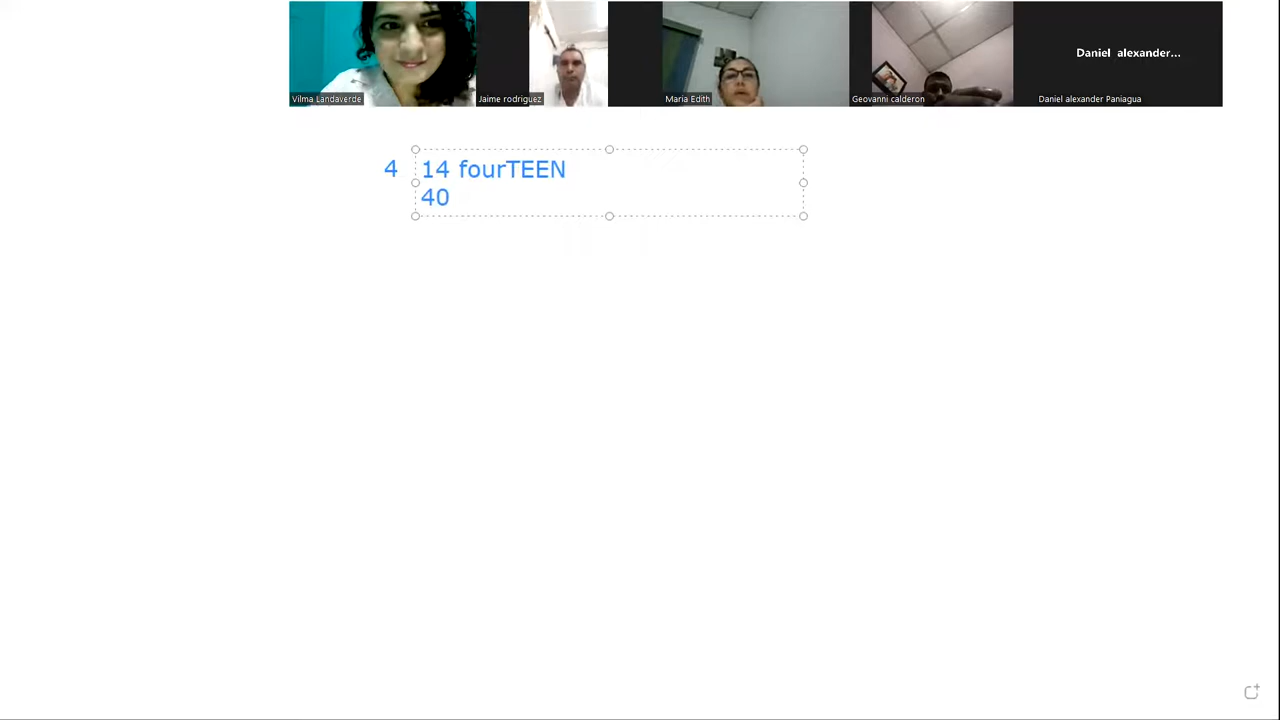 Daniel alexander...
Vilma Landaverde
Jaime rodriguez
Maria Edith
Geovanni calderon
Daniel alexander Paniagua
4
14 fourTEEN
40